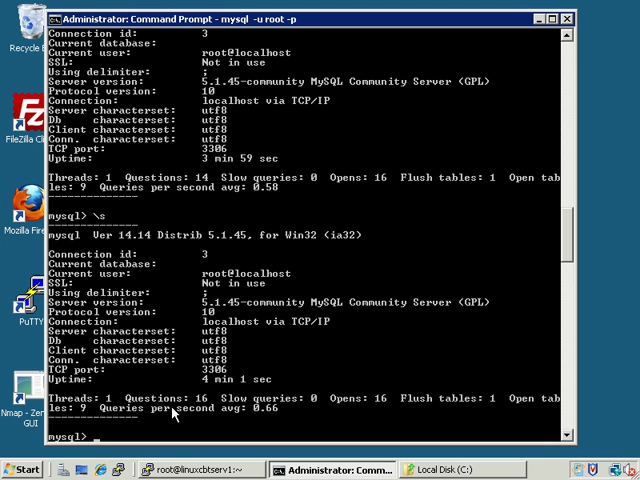 Administrator: Command Prompt - mysql -u root -p
Connection id: 3
Current database:
Current user: root@localhost
SSL: Not in use
Using delimiter: ;
Server version: 5.1.45-community MySQL Community Server (GPL)
Protocol version: 10
Connection: localhost via TCP/IP
Server characterset: utf8
Db characterset: utf8
Client characterset: utf8
Conn. characterset: utf8
TCP port: 3306
Uptime: 3 min 59 sec
Threads: 1 Questions: 14 Slow queries: 0 Opens: 16 Flush tables: 1 Open tab
les: 9 Queries per second avg: 0.58
--------------
mysql> \s
--------------
mysql Ver 14.14 Distrib 5.1.45, for Win32 (ia32)
Connection id: 3
Current database:
Current user: root@localhost
SSL: Not in use
Using delimiter: ;
Server version: 5.1.45-community MySQL Community Server (GPL)
Protocol version: 10
Connection: localhost via TCP/IP
Server characterset: utf8
Db characterset: utf8
Client characterset: utf8
Conn. characterset: utf8
TCP port: 3306
Uptime: 4 min 1 sec
Threads: 1 Questions: 16 Slow queries: 0 Opens: 16 Flush tables: 1 Open tab
les: 9 Queries per second avg: 0.66
--------------
mysql> _
Recycle B
FileZilla C
Mozilla Fire
PuTTY
Nmap - Zen
GUI
Start
root@linuxcbtserv1:~
Administrator: Comm...
Local Disk (C:)